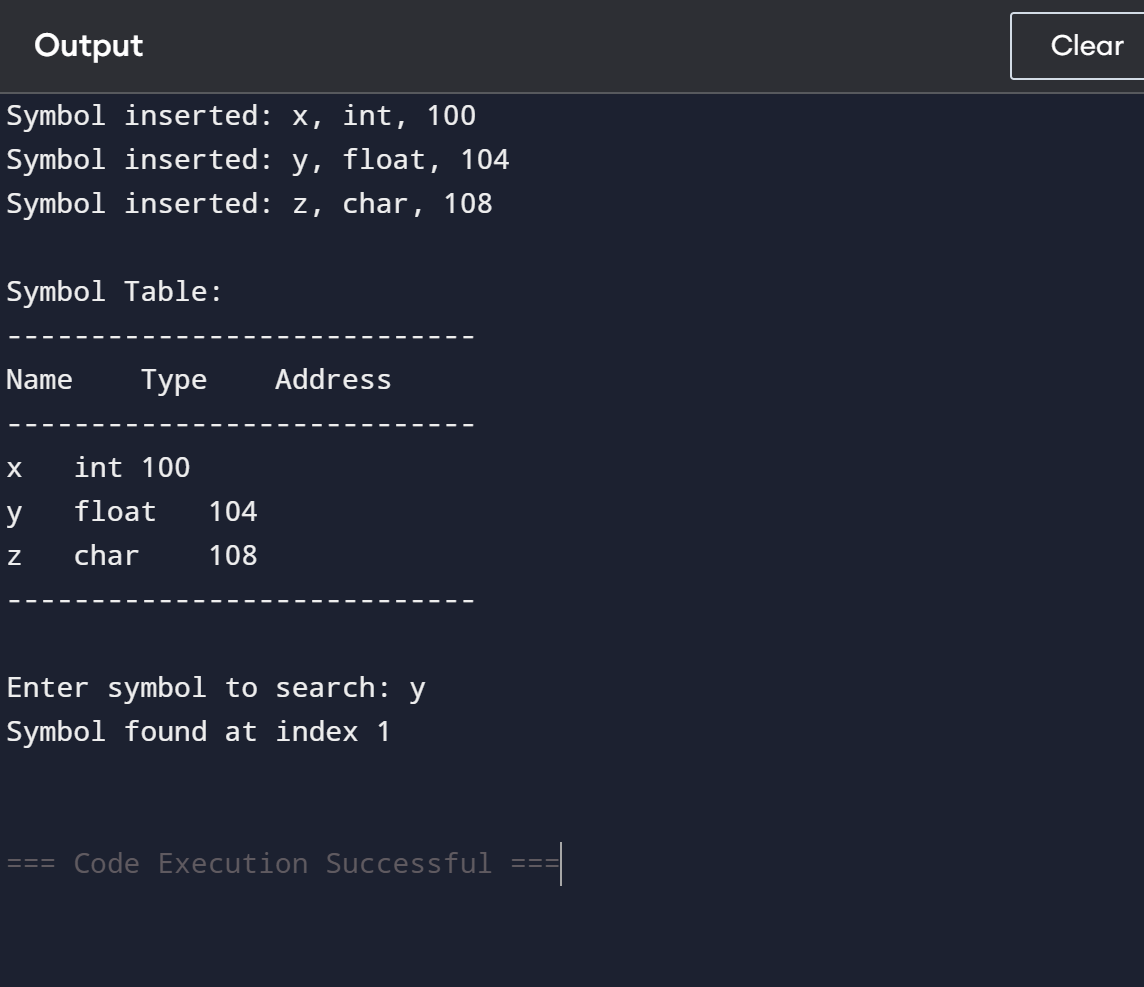 Output
Clear
Symbol inserted: x, int, 100
Symbol inserted: y, float, 104
Symbol inserted: z, char, 108
Symbol Table:
----------------------------
Name    Type    Address
----------------------------
x   int 100
y   float   104
z   char    108
----------------------------
Enter symbol to search: y
Symbol found at index 1
=== Code Execution Successful ===